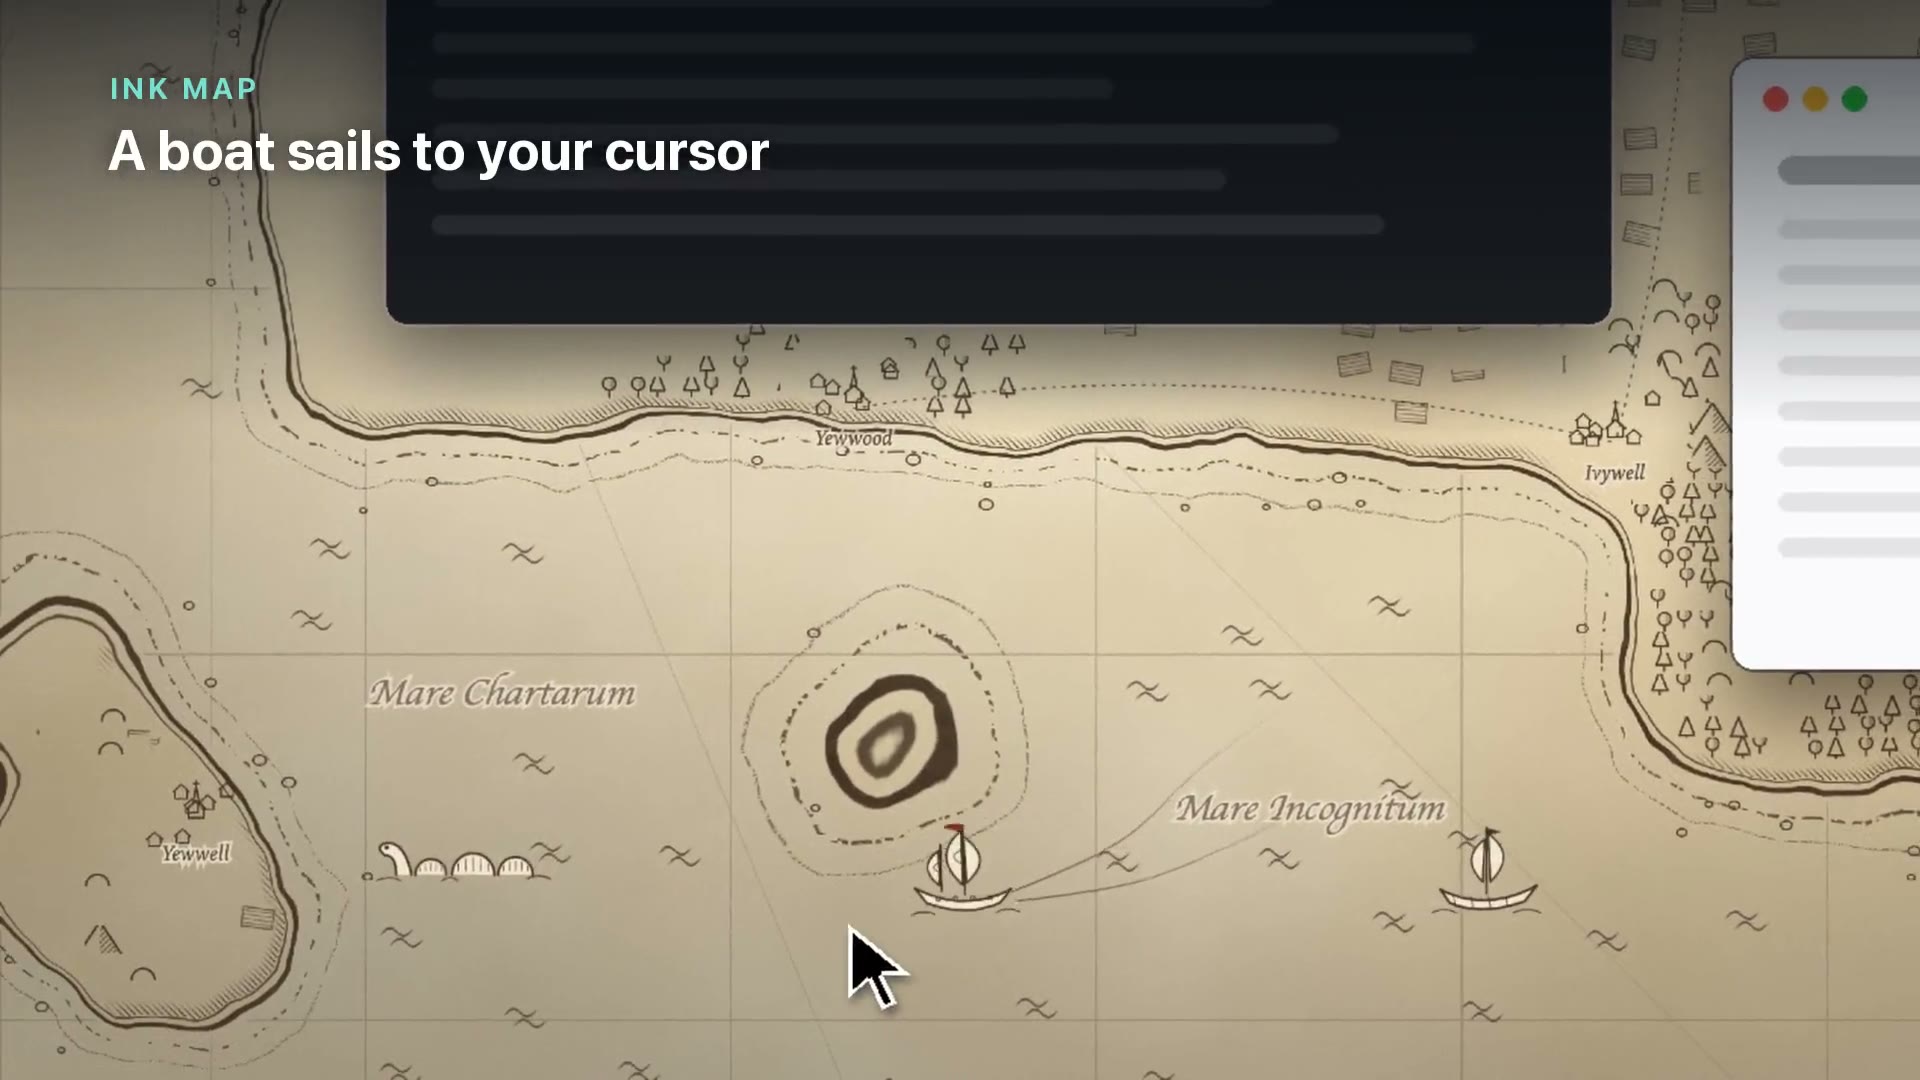 INK MAP
A boat sails to your cursor
Yewwood
Ivywell
Mare Chartarum
Mare Incognitum
Yewwell